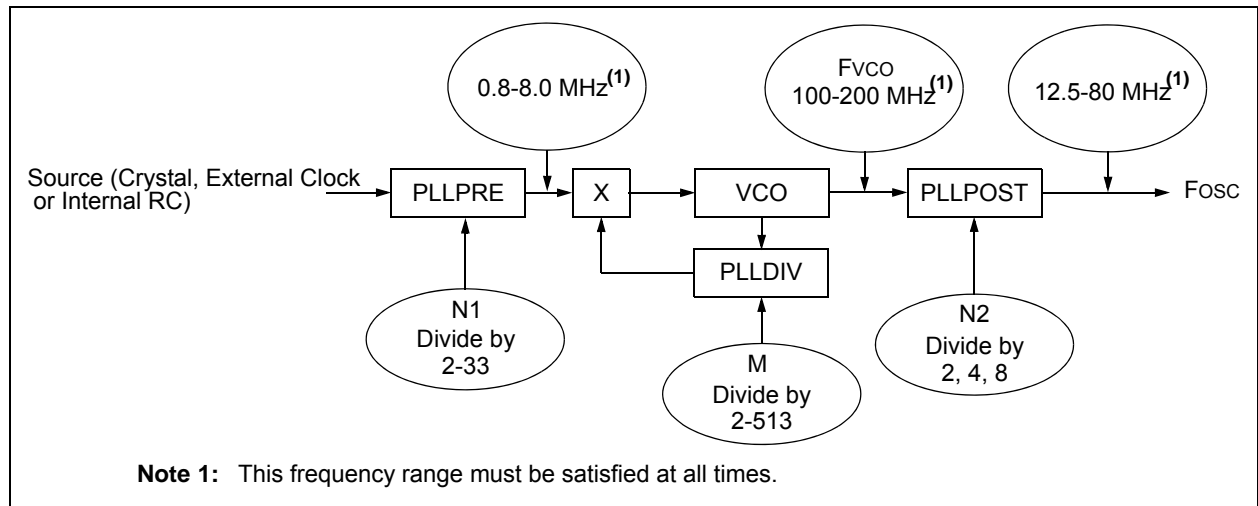 0.8-8.0 MHz(1)
FVCO
100-200 MHz(1)
12.5-80 MHz(1)
Source (Crystal, External Clock
or Internal RC)
PLLPRE
X
VCO
PLLPOST
FOSC
PLLDIV
N1
Divide by
2-33
M
Divide by
2-513
N2
Divide by
2, 4, 8
Note 1: This frequency range must be satisfied at all times.